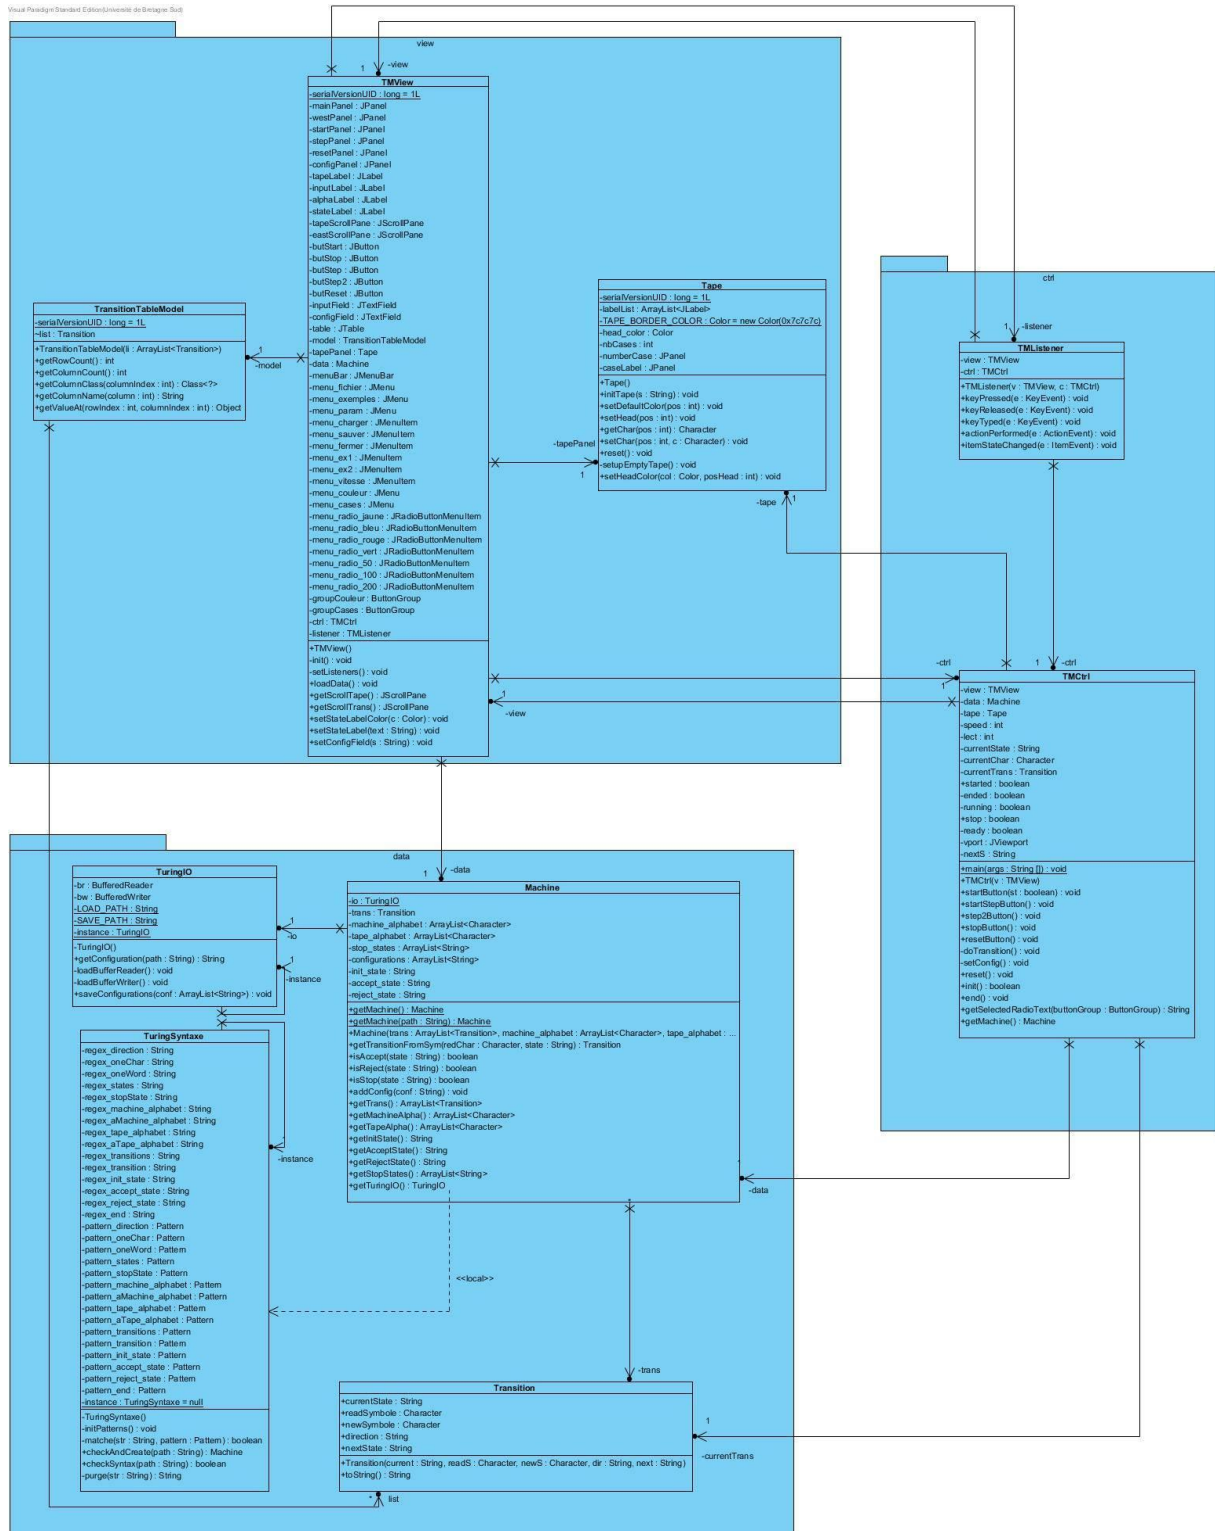 Visual Paradigm Standard Edition(Université de Bretagne Sud)
view
1
-view
TMView
-serialVersionUID : long = 1L
-mainPanel : JPanel
-westPanel : JPanel
-startPanel : JPanel
-stepPanel : JPanel
-resetPanel : JPanel
-configPanel : JPanel
-tapeLabel : JLabel
-inputLabel : JLabel
-alphaLabel : JLabel
-stateLabel : JLabel
-tapeScrollPane : JScrollPane
-eastScrollPane : JScrollPane
-butStart : JButton
-butStop : JButton
-butStep : JButton
-butStep2 : JButton
-butReset : JButton
-inputField : JTextField
-configField : JTextField
-table : JTable
-model : TransitionTableModel
-tapePanel : Tape
-data : Machine
-menuBar : JMenuBar
-menu_fichier : JMenu
-menu_exemples : JMenu
-menu_param : JMenu
-menu_charger : JMenuItem
-menu_sauver : JMenuItem
-menu_fermer : JMenuItem
-menu_ex1 : JMenuItem
-menu_ex2 : JMenuItem
-menu_vitesse : JMenuItem
-menu_couleur : JMenu
-menu_cases : JMenu
-menu_radio_jaune : JRadioButtonMenuItem
-menu_radio_bleu : JRadioButtonMenuItem
-menu_radio_rouge : JRadioButtonMenuItem
-menu_radio_vert : JRadioButtonMenuItem
-menu_radio_50 : JRadioButtonMenuItem
-menu_radio_100 : JRadioButtonMenuItem
-menu_radio_200 : JRadioButtonMenuItem
-groupCouleur : ButtonGroup
-groupCases : ButtonGroup
-ctrl : TMCtrl
-listener : TMListener
+TMView()
-init() : void
-setListeners() : void
+loadData() : void
+getScrollTape() : JScrollPane
+getScrollTrans() : JScrollPane
+setStateLabelColor(c : Color) : void
+setStateLabel(text : String) : void
+setConfigField(s : String) : void
TransitionTableModel
-serialVersionUID : long = 1L
~list : Transition
+TransitionTableModel(li : ArrayList<Transition>)
+getRowCount() : int
+getColumnCount() : int
+getColumnClass(columnIndex : int) : Class<?>
+getColumnName(column : int) : String
+getValueAt(rowIndex : int, columnIndex : int) : Object
1
-model
Tape
-serialVersionUID : long = 1L
-labelList : ArrayList<JLabel>
-TAPE_BORDER_COLOR : Color = new Color(0x7c7c7c)
-head_color : Color
-nbCases : int
-numberCase : JPanel
-caseLabel : JPanel
+Tape()
+initTape(s : String) : void
+setDefaultColor(pos : int) : void
+setHead(pos : int) : void
+getChar(pos : int) : Character
+setChar(pos : int, c : Character) : void
+reset() : void
-setupEmptyTape() : void
+setHeadColor(col : Color, posHead : int) : void
-tapePanel
1
-tape
1
ctrl
1
-listener
TMListener
-view : TMView
-ctrl : TMCtrl
+TMListener(v : TMView, c : TMCtrl)
+keyPressed(e : KeyEvent) : void
+keyReleased(e : KeyEvent) : void
+keyTyped(e : KeyEvent) : void
+actionPerformed(e : ActionEvent) : void
+itemStateChanged(e : ItemEvent) : void
-ctrl
1
1
-ctrl
1
-view
TMCtrl
-view : TMView
-data : Machine
-tape : Tape
-speed : int
-lect : int
-currentState : String
-currentChar : Character
-currentTrans : Transition
+started : boolean
-ended : boolean
-running : boolean
+stop : boolean
-ready : boolean
-vport : JViewport
-nextS : String
+main(args : String []) : void
+TMCtrl(v : TMView)
+startButton(st : boolean) : void
+startStepButton() : void
+step2Button() : void
+stopButton() : void
+resetButton() : void
-doTransition() : void
-setConfig() : void
+reset() : void
+init() : boolean
+end() : void
+getSelectedRadioText(buttonGroup : ButtonGroup) : String
+getMachine() : Machine
data
TuringIO
-br : BufferedReader
-bw : BufferedWriter
-LOAD_PATH : String
-SAVE_PATH : String
-instance : TuringIO
-TuringIO()
+getConfiguration(path : String) : String
-loadBufferReader() : void
-loadBufferWriter() : void
+saveConfigurations(conf : ArrayList<String>) : void
1
-io
1
-instance
1
-data
Machine
-io : TuringIO
-trans : Transition
-machine_alphabet : ArrayList<Character>
-tape_alphabet : ArrayList<Character>
-stop_states : ArrayList<String>
-configurations : ArrayList<String>
-init_state : String
-accept_state : String
-reject_state : String
+getMachine() : Machine
+getMachine(path : String) : Machine
+Machine(trans : ArrayList<Transition>, machine_alphabet : ArrayList<Character>, tape_alphabet : ...
+getTransitionFromSym(redChar : Character, state : String) : Transition
+isAccept(state : String) : boolean
+isReject(state : String) : boolean
+isStop(state : String) : boolean
+addConfig(conf : String) : void
+getTrans() : ArrayList<Transition>
+getMachineAlpha() : ArrayList<Character>
+getTapeAlpha() : ArrayList<Character>
+getInitState() : String
+getAcceptState() : String
+getRejectState() : String
+getStopStates() : ArrayList<String>
+getTuringIO() : TuringIO
-data
TuringSyntaxe
-regex_direction : String
-regex_oneChar : String
-regex_oneWord : String
-regex_states : String
-regex_stopState : String
-regex_machine_alphabet : String
-regex_aMachine_alphabet : String
-regex_tape_alphabet : String
-regex_aTape_alphabet : String
-regex_transitions : String
-regex_transition : String
-regex_init_state : String
-regex_accept_state : String
-regex_reject_state : String
-regex_end : String
-pattern_direction : Pattern
-pattern_oneChar : Pattern
-pattern_oneWord : Pattern
-pattern_states : Pattern
-pattern_stopState : Pattern
-pattern_machine_alphabet : Pattern
-pattern_aMachine_alphabet : Pattern
-pattern_tape_alphabet : Pattern
-pattern_aTape_alphabet : Pattern
-pattern_transitions : Pattern
-pattern_transition : Pattern
-pattern_init_state : Pattern
-pattern_accept_state : Pattern
-pattern_reject_state : Pattern
-pattern_end : Pattern
-instance : TuringSyntaxe = null
-TuringSyntaxe()
-initPatterns() : void
-matche(str : String, pattern : Pattern) : boolean
+checkAndCreate(path : String) : Machine
+checkSyntax(path : String) : boolean
-purge(str : String) : String
-instance
<<local>>
-trans
Transition
+currentState : String
+readSymbole : Character
+newSymbole : Character
+direction : String
+nextState : String
+Transition(current : String, readS : Character, newS : Character, dir : String, next : String)
+toString() : String
1
-currentTrans
*
list